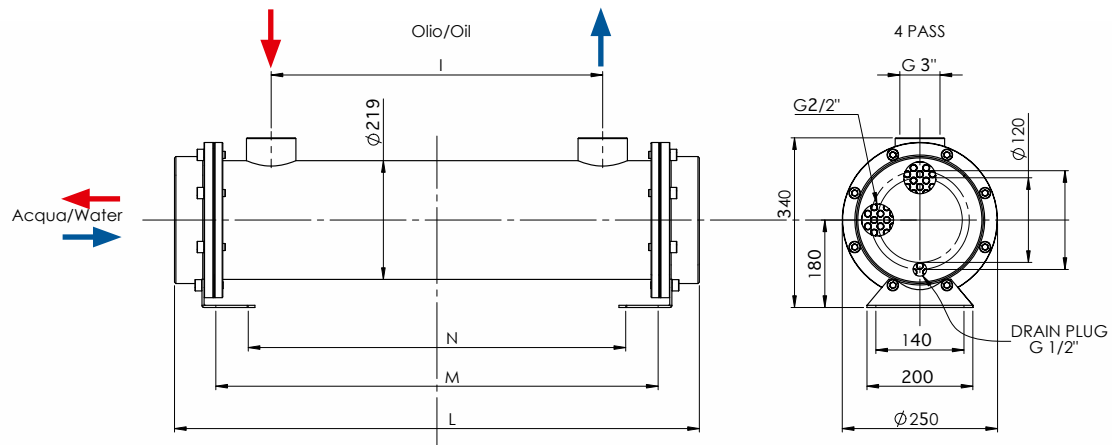 Olio/Oil
4 PASS
I
G 3"
G2/2"
Ø219
Ø120
Acqua/Water
340
180
N
DRAIN PLUG
G 1/2"
140
M
200
L
Ø250